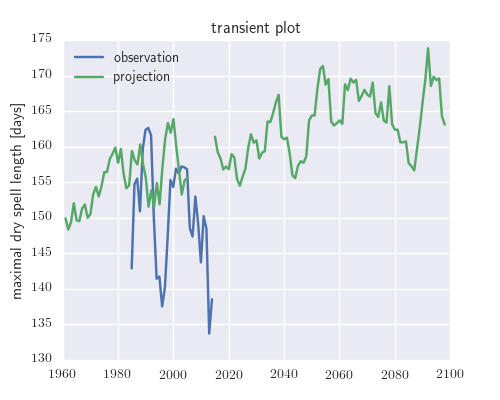 transient plot
maximal dry spell length [days]
175
170
165
160
155
150
145
140
135
130
observation
projection
1960 1980 2000 2020 2040 2060 2080 2100